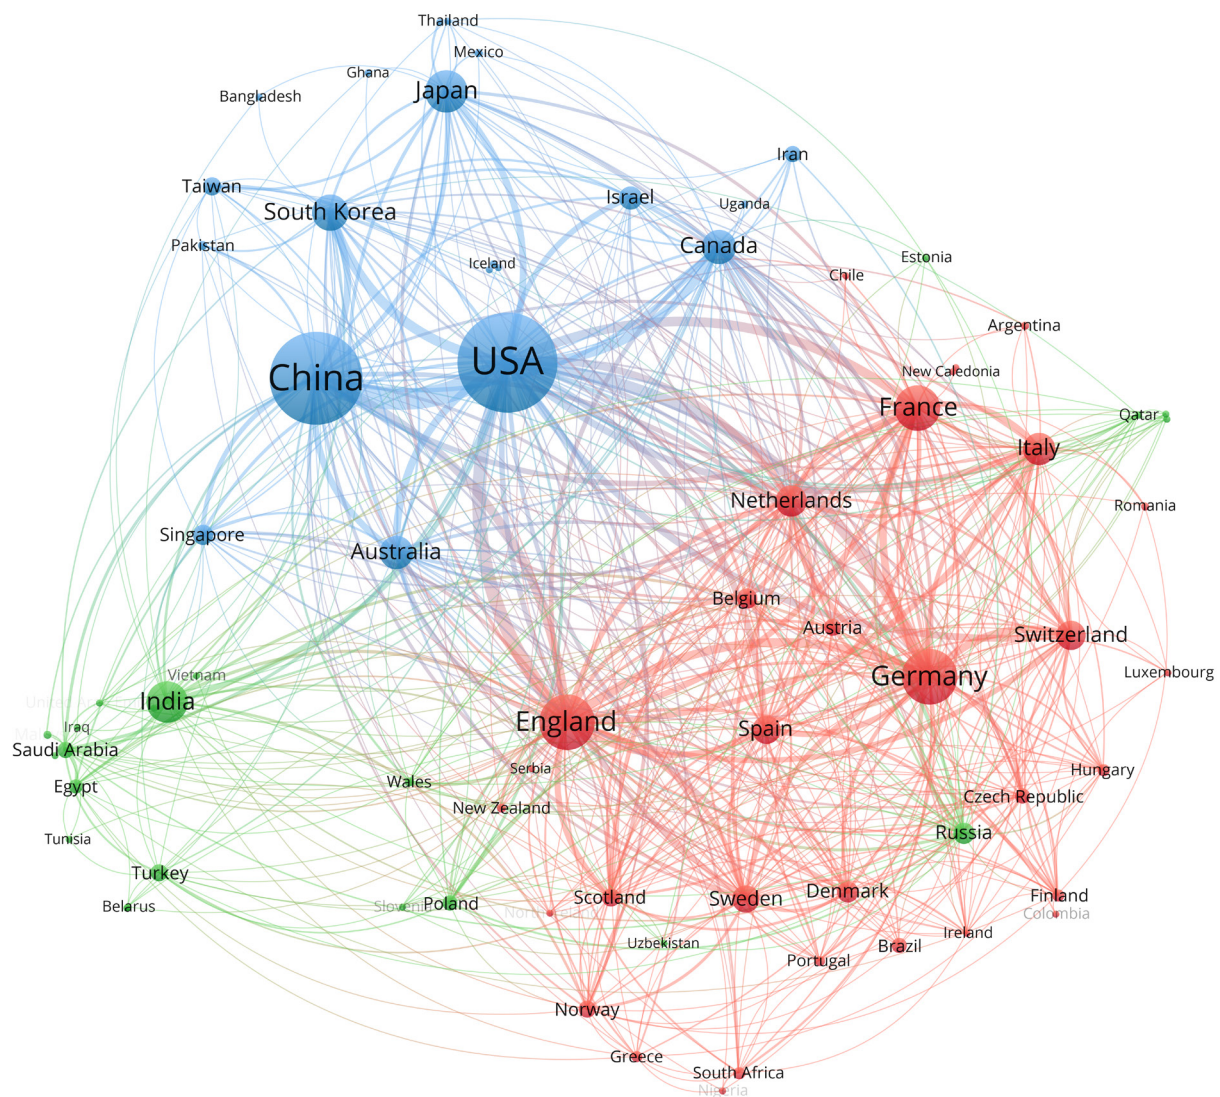 Thailand
Mexico
Ghana
Japan
Bangladesh
Iran
Taiwan
Israel
Uganda
South Korea
Pakistan
Canada
Estonia
Iceland
Chile
Argentina
USA
New Caledonia
China
France
Qatar
Italy
Netherlands
Romania
Singapore
Australia
Belgium
Austria
Switzerland
Vietnam
Luxembourg
Germany
India
England
Iraq
Spain
Saudi Arabia
Serbia
Hungary
Wales
Egypt
Czech Republic
New Zealand
Russia
Tunisia
Turkey
Denmark
Finland
Scotland
Sweden
Poland
Slovenia
Belarus
Colombia
Ireland
Uzbekistan
Brazil
Portugal
Norway
Greece
South Africa
Nigeria